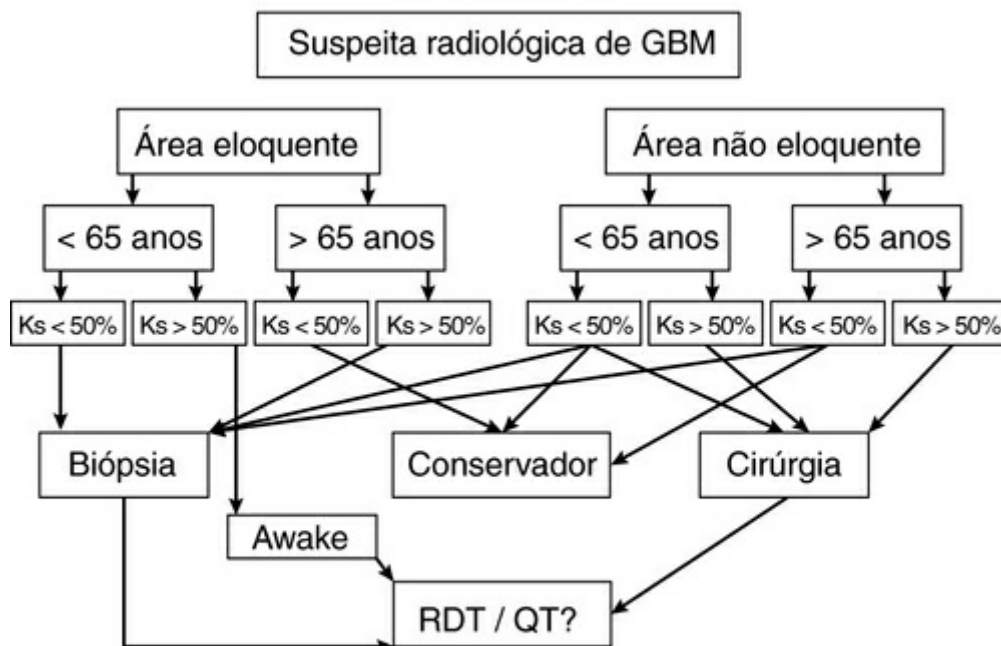 Suspeita radiológica de GBM
Área eloquente
Área não eloquente
< 65 anos
> 65 anos
< 65 anos
> 65 anos
Ks < 50%
Ks > 50%
Ks < 50%
Ks > 50%
Ks < 50%
Ks > 50%
Ks < 50%
Ks > 50%
Biópsia
Conservador
Cirúrgia
Awake
RDT / QT?